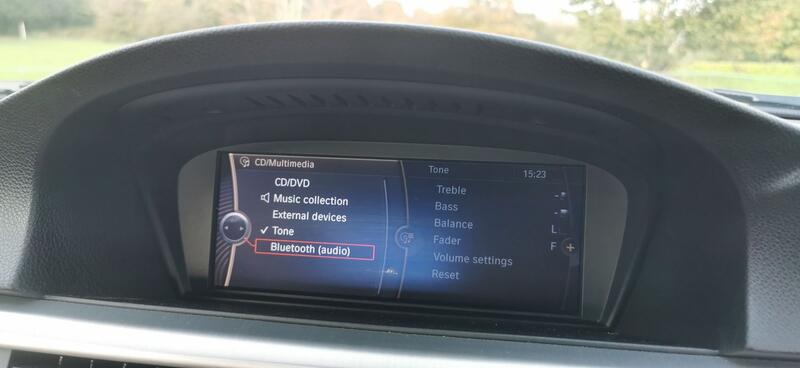 CD/Multimedia
CD/DVD
Music collection
External devices
Tone
Bluetooth (audio)
Tone
15:23
Treble
Bass
Balance
L
Fader
F
Volume settings
Reset